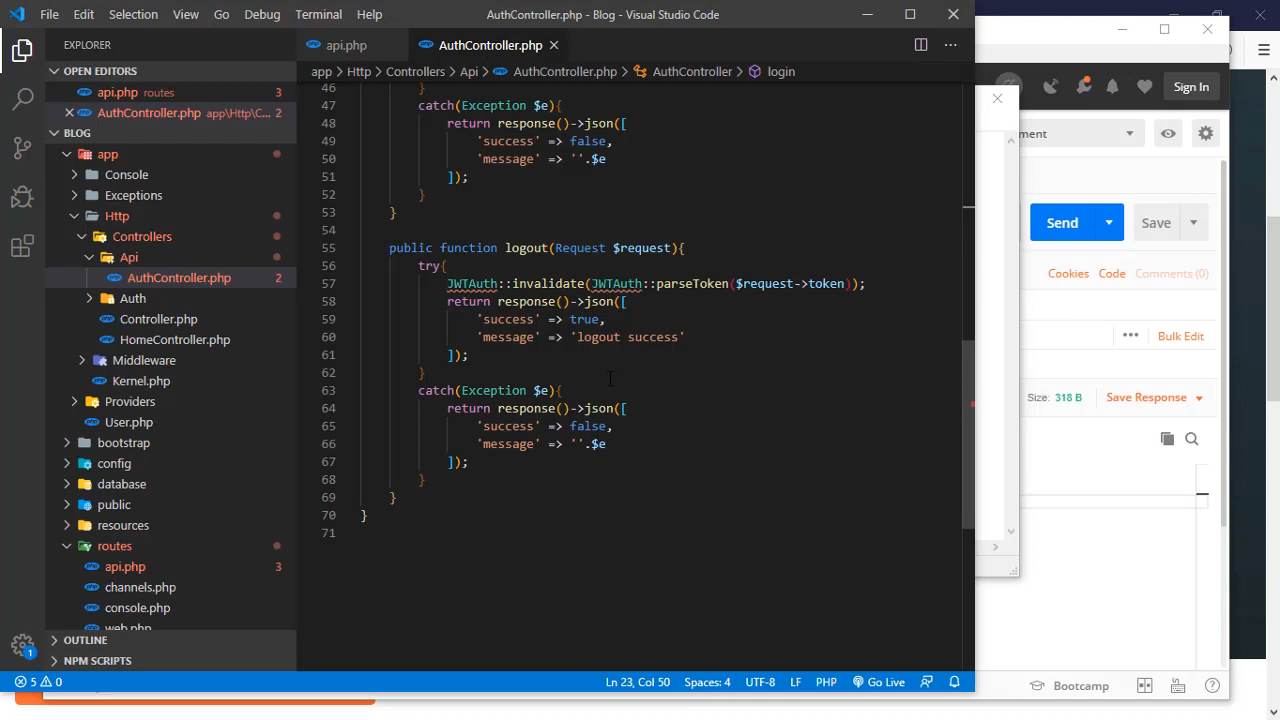 File Edit Selection View Go Debug Terminal Help
AuthController.php - Blog - Visual Studio Code
EXPLORER
OPEN EDITORS
api.php routes 3
AuthController.php app\Http\C... 2
BLOG
app
Console
Exceptions
Http
Controllers
Api
AuthController.php 2
Auth
Controller.php
HomeController.php
Middleware
Kernel.php
Providers
User.php
bootstrap
config
database
public
resources
routes
api.php 3
channels.php
console.php
web.php
OUTLINE
NPM SCRIPTS
api.php
AuthController.php
app > Http > Controllers > Api > AuthController.php > AuthController > login
46 }
47 catch(Exception $e){
48 return response()->json([
49 'success' => false,
50 'message' => ''.$e
51 ]);
52 }
53 }
54
55 public function logout(Request $request){
56 try{
57 JWTAuth::invalidate(JWTAuth::parseToken($request->token));
58 return response()->json([
59 'success' => true,
60 'message' => 'logout success'
61 ]);
62 }
63 catch(Exception $e){
64 return response()->json([
65 'success' => false,
66 'message' => ''.$e
67 ]);
68 }
69 }
70 }
71
1
5 0
Ln 23, Col 50 Spaces: 4 UTF-8 LF PHP Go Live
Sign In
ment
Send
Save
Cookies Code Comments (0)
Bulk Edit
Size: 318 B Save Response
Bootcamp